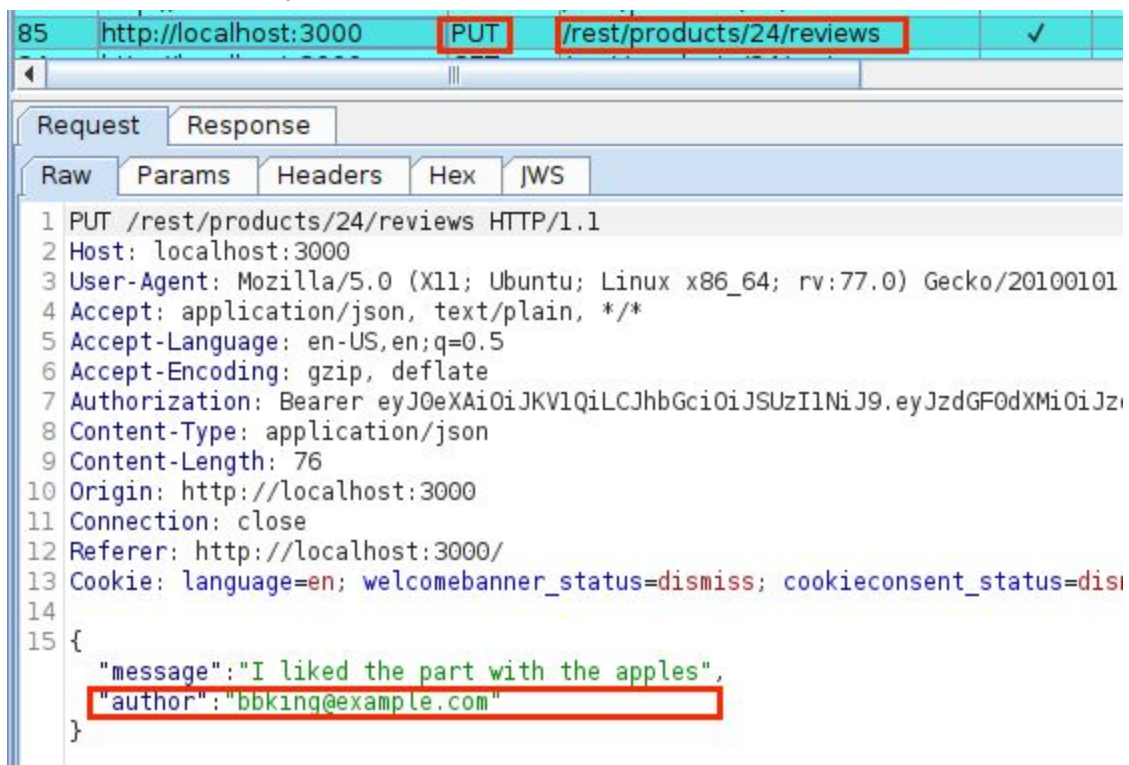 85 http://localhost:3000 PUT /rest/products/24/reviews ✓
Request Response
Raw Params Headers Hex JWS
1 PUT /rest/products/24/reviews HTTP/1.1
2 Host: localhost:3000
3 User-Agent: Mozilla/5.0 (X11; Ubuntu; Linux x86_64; rv:77.0) Gecko/20100101
4 Accept: application/json, text/plain, */*
5 Accept-Language: en-US,en;q=0.5
6 Accept-Encoding: gzip, deflate
7 Authorization: Bearer eyJ0eXAiOiJKV1QiLCJhbGciOiJSUzI1NiJ9.eyJzdGF0dXMiOiJz
8 Content-Type: application/json
9 Content-Length: 76
10 Origin: http://localhost:3000
11 Connection: close
12 Referer: http://localhost:3000/
13 Cookie: language=en; welcomebanner_status=dismiss; cookieconsent_status=dis
14
15 {
"message":"I liked the part with the apples",
"author":"bbking@example.com"
}